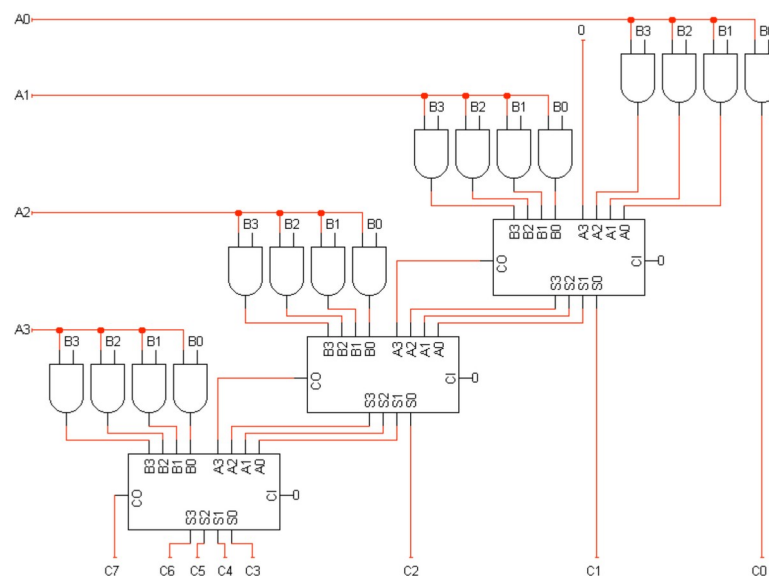 A0
B3 B2 B1 B0
0
A1
B3 B2 B1 B0
A2
B3 B2 B1 B0
B3 B2 B1 B0 A3 A2 A1 A0
CO CI 0
S3 S2 S1 S0
A3
B3 B2 B1 B0
B3 B2 B1 B0 A3 A2 A1 A0
CO CI 0
S3 S2 S1 S0
B3 B2 B1 B0 A3 A2 A1 A0
CO CI 0
S3 S2 S1 S0
C7 C6 C5 C4 C3 C2 C1 C0